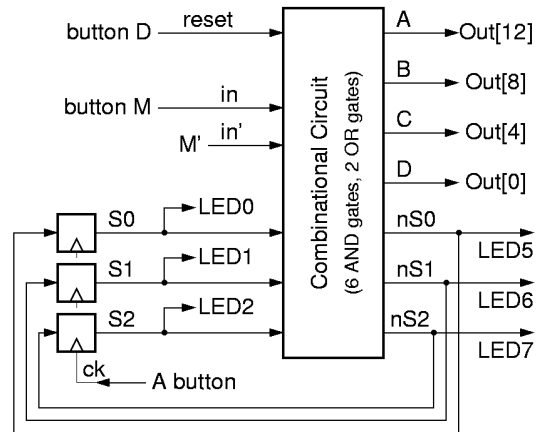 button D reset
button M in
M' in'
S0 LED0
S1 LED1
S2 LED2
ck A button
Combinational Circuit
(6 AND gates, 2 OR gates)
A Out[12]
B Out[8]
C Out[4]
D Out[0]
nS0 LED5
nS1 LED6
nS2 LED7